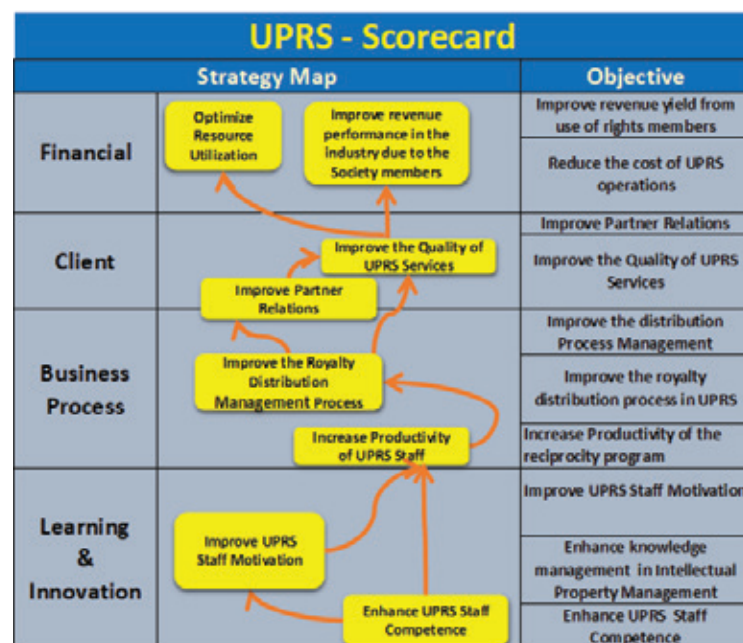 UPRS - Scorecard
Strategy Map
Objective
Financial
Optimize
Resource
Utilization
Improve revenue
performance in the
industry due to the
Society members
Improve revenue yield from
use of rights members
Reduce the cost of UPRS
operations
Client
Improve the Quality of
UPRS Services
Improve Partner
Relations
Improve Partner Relations
Improve the Quality of UPRS
Services
Business
Process
Improve the Royalty
Distribution
Management Process
Increase Productivity
of UPRS Staff
Improve the distribution
Process Management
Improve the royalty
distribution process in UPRS
Increase Productivity of the
reciprocity program
Learning
&
Innovation
Improve UPRS
Staff Motivation
Enhance UPRS Staff
Competence
Improve UPRS Staff Motivation
Enhance knowledge
management in Intellectual
Property Management
Enhance UPRS Staff
Competence